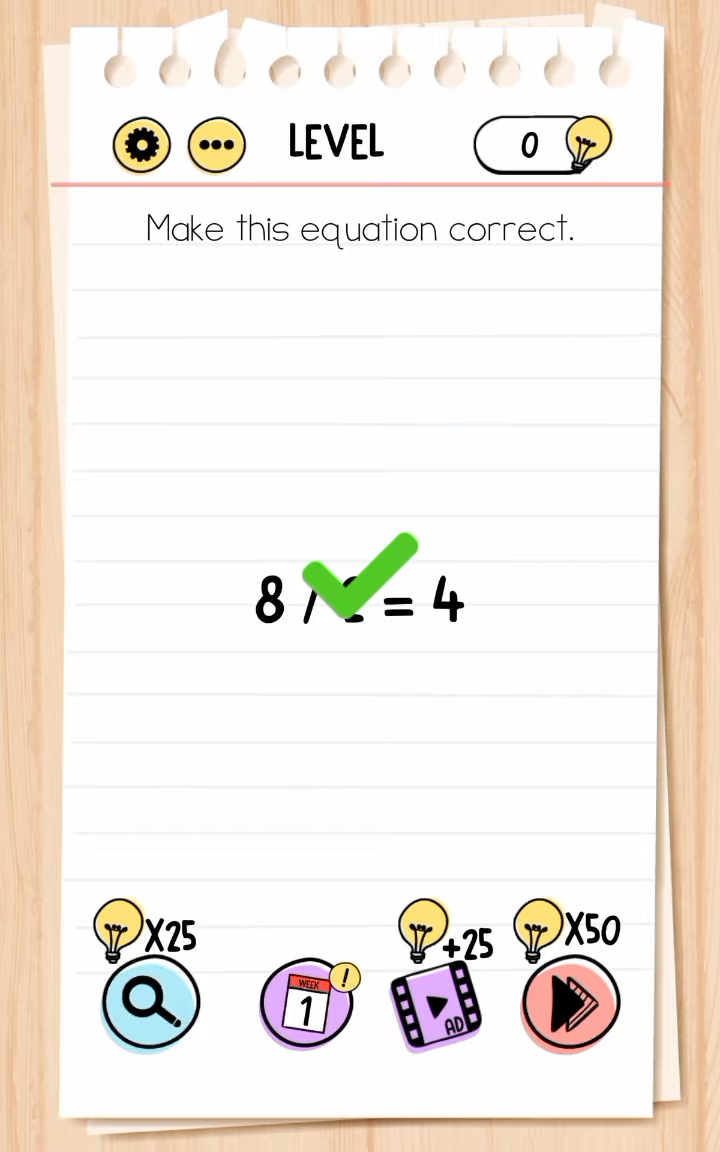 LEVEL
0
Make this equation correct.
8 / = 4
X25
+25
X50
WEEK
1
!
AD